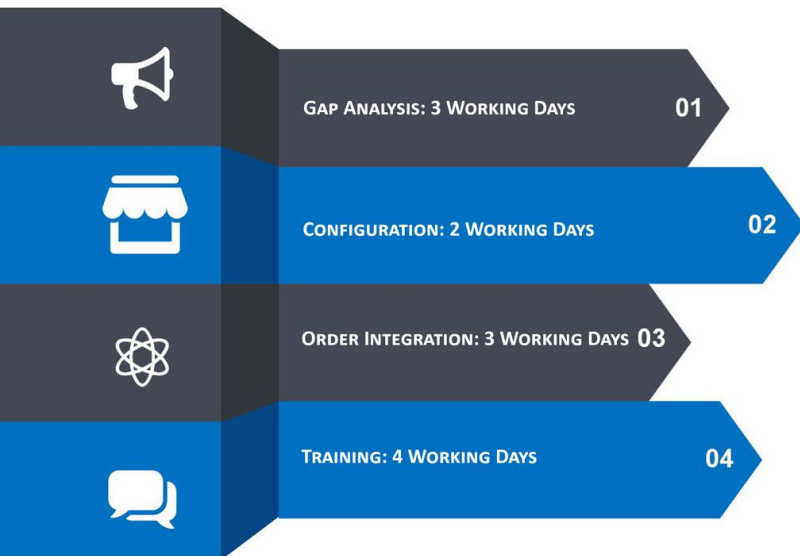 Gap Analysis: 3 Working Days 01
Configuration: 2 Working Days 02
Order Integration: 3 Working Days 03
Training: 4 Working Days 04